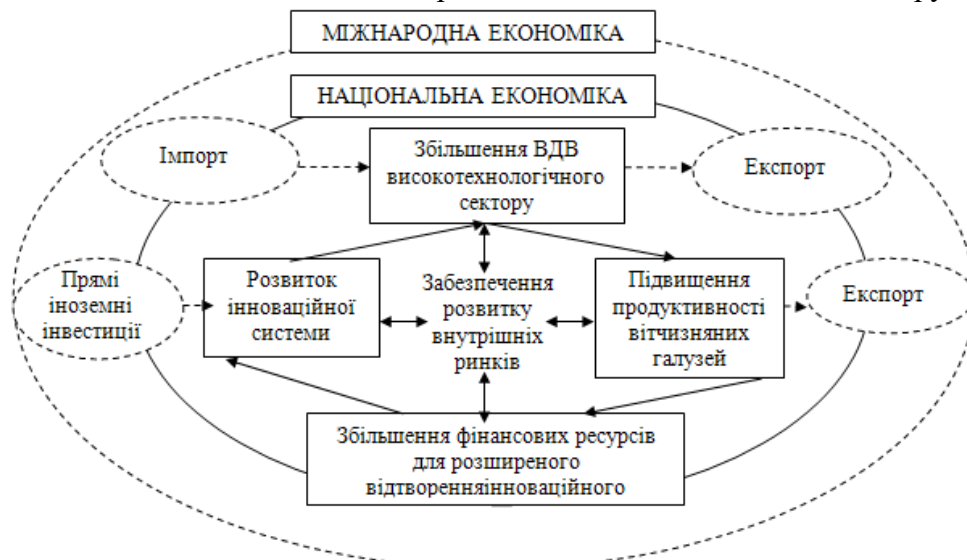 МІЖНАРОДНА ЕКОНОМІКА
НАЦІОНАЛЬНА ЕКОНОМІКА
Імпорт
Збільшення ВДВ
високотехнологічного
сектору
Експорт
Прямі
іноземні
інвестиції
Розвиток
інноваційної
системи
Забезпечення
розвитку
внутрішніх
ринків
Підвищення
продуктивності
вітчизняних
галузей
Експорт
Збільшення фінансових ресурсів
для розширеного
відтворенняінноваційного